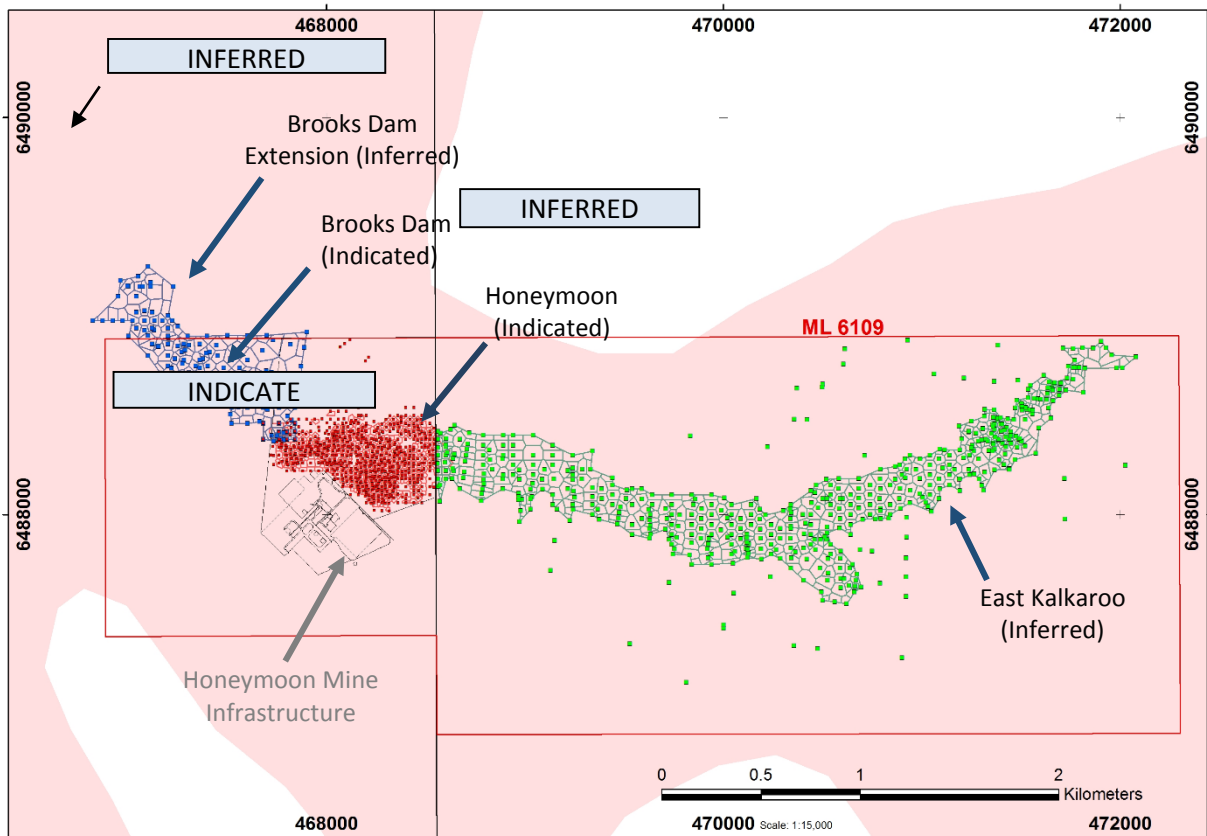 468000
470000
472000
INFERRED
6490000
6490000
Brooks Dam
Extension (Inferred)
INFERRED
Brooks Dam
(Indicated)
Honeymoon
(Indicated)
ML 6109
INDICATE
6488000
6488000
East Kalkaroo
(Inferred)
Honeymoon Mine
Infrastructure
0
0.5
1
2
Kilometers
468000
470000
Scale: 1:15,000
472000